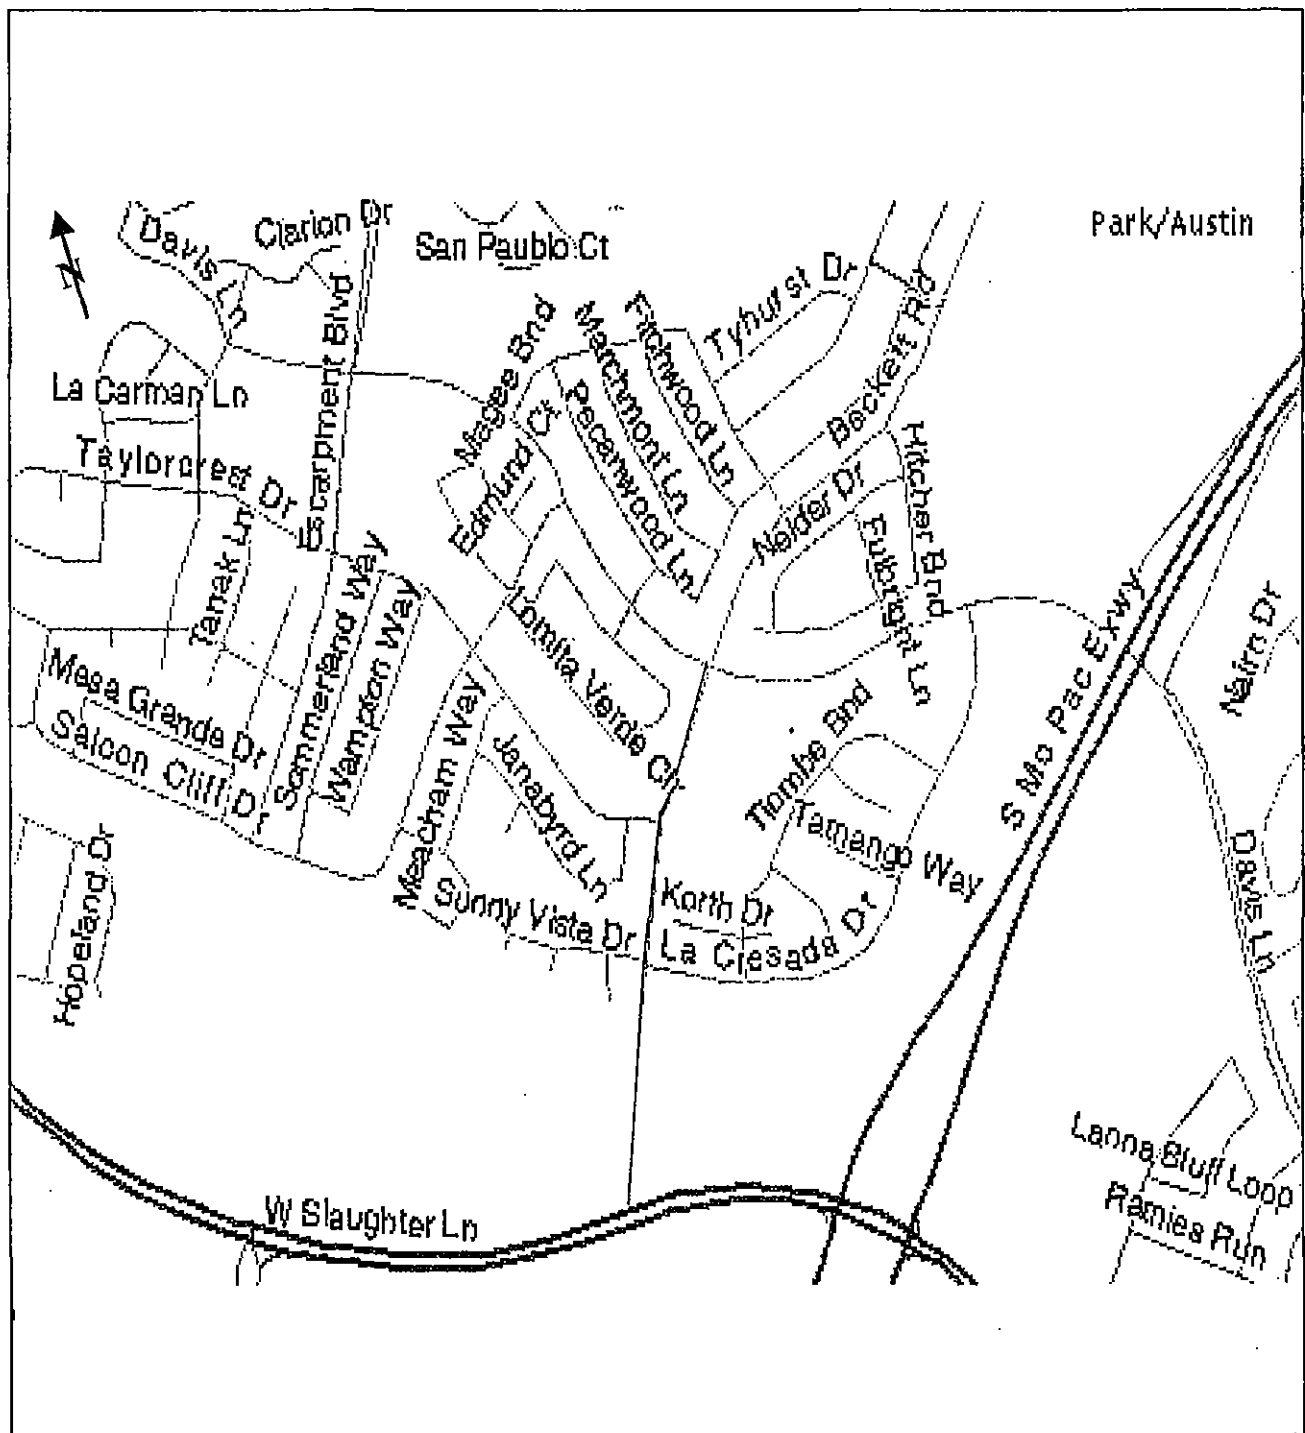 Clarion Dr
Park/Austin
Davis Ln
San Paublo Ct
N
Tyhurst Dr
Escarpment Blvd
Magee Bnd
Marchmont Ln
Fitchwood Ln
Beckett Rd
La Carman Ln
Pecanwood Ln
Edmund Ct
Taylorcrest Dr
Nelder Dr
Hitcher Bnd
Tanak Ln
Fulbright Ln
Sommerland Way
Wampton Way
Lomita Verde Cir
S Mo Pac Exwy
Nairn Dr
Mesa Grande Dr
Salcon Cliff Dr
Meacham Way
Janabyrd Ln
Tiombe Bnd
Tamango Way
Hopeland Dr
Sunny Vista Dr
Korth Dr
La Cresada Dr
Davis Ln
Lanna Bluff Loop
Ramies Run
W Slaughter Ln